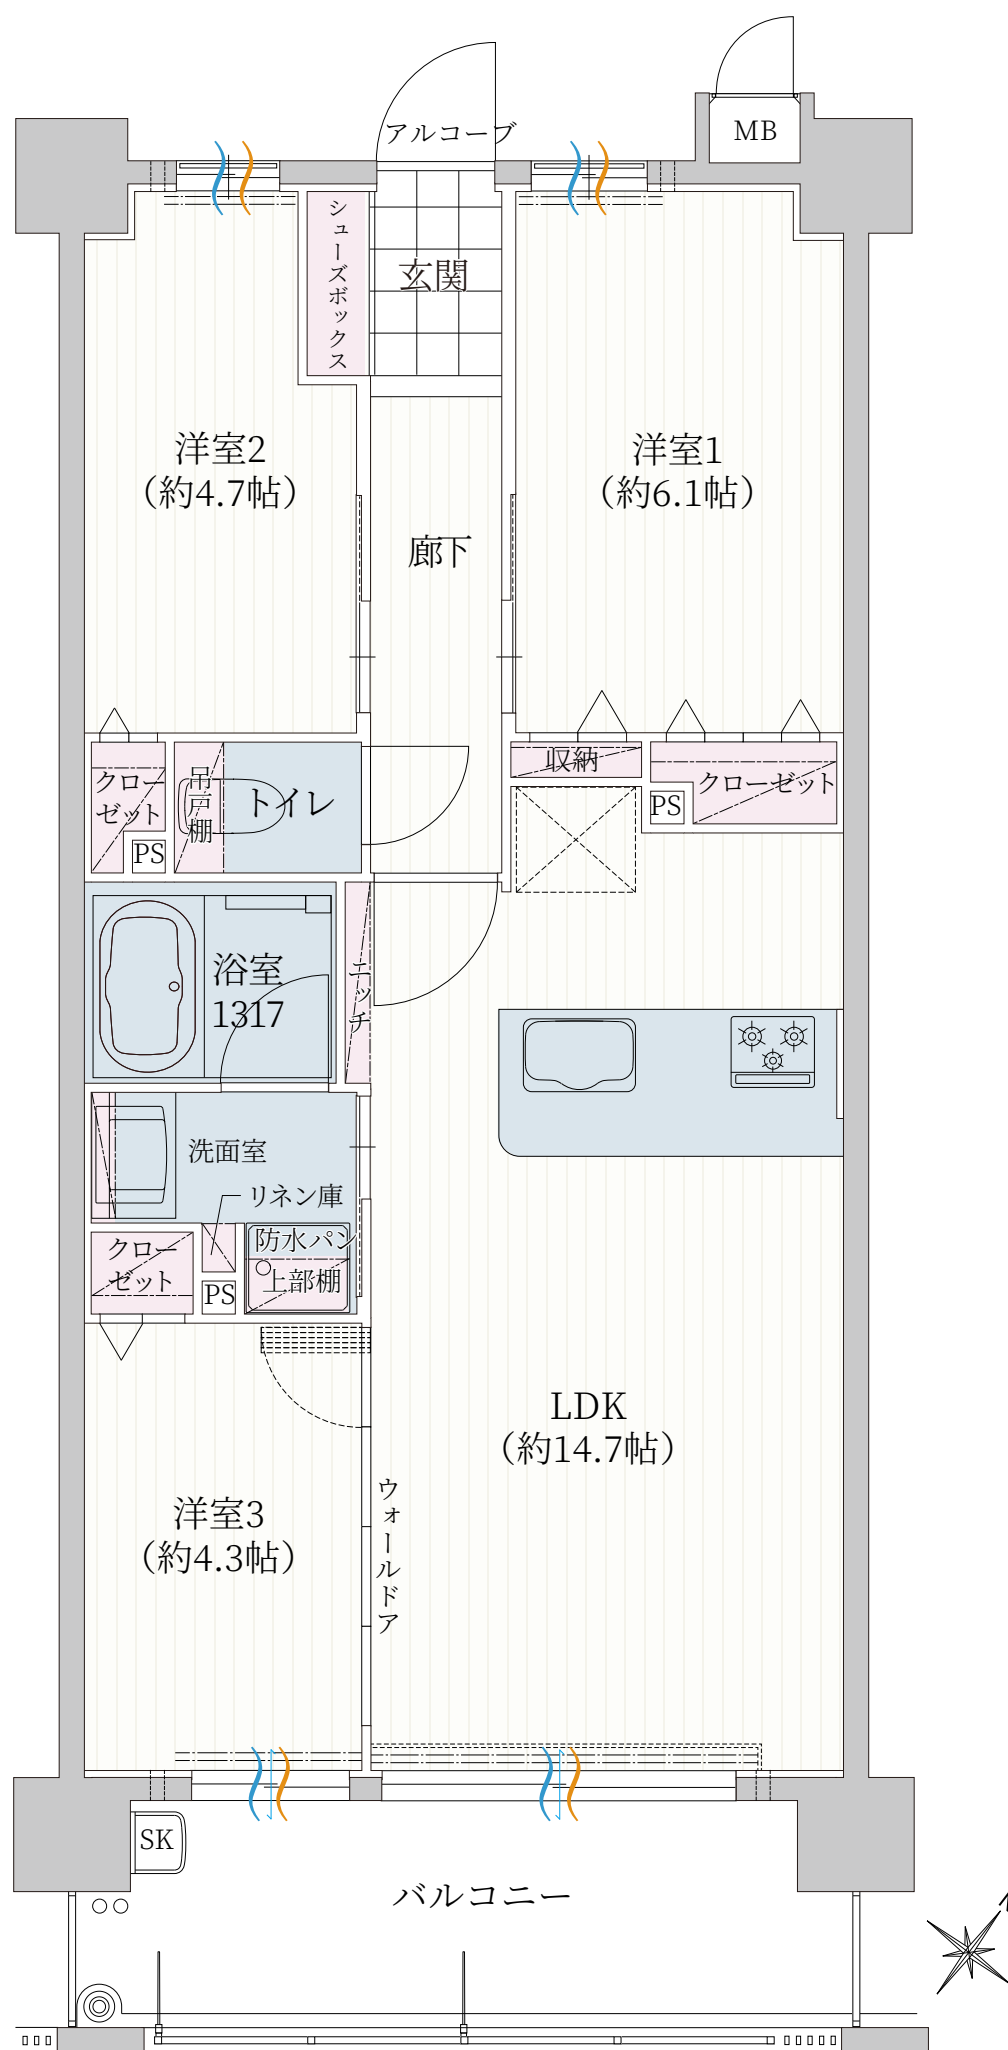 MB
アルコーブ
シューズボックス
玄関
洋室2
(約4.7帖)
洋室1
(約6.1帖)
廊下
クロー
ゼット
PS
吊戸棚
トイレ
収納
PS
クローゼット
浴室
1317
ニッチ
洗面室
リネン庫
防水パン
上部棚
クロー
ゼット
PS
LDK
(約14.7帖)
ウォールドア
洋室3
(約4.3帖)
SK
バルコニー